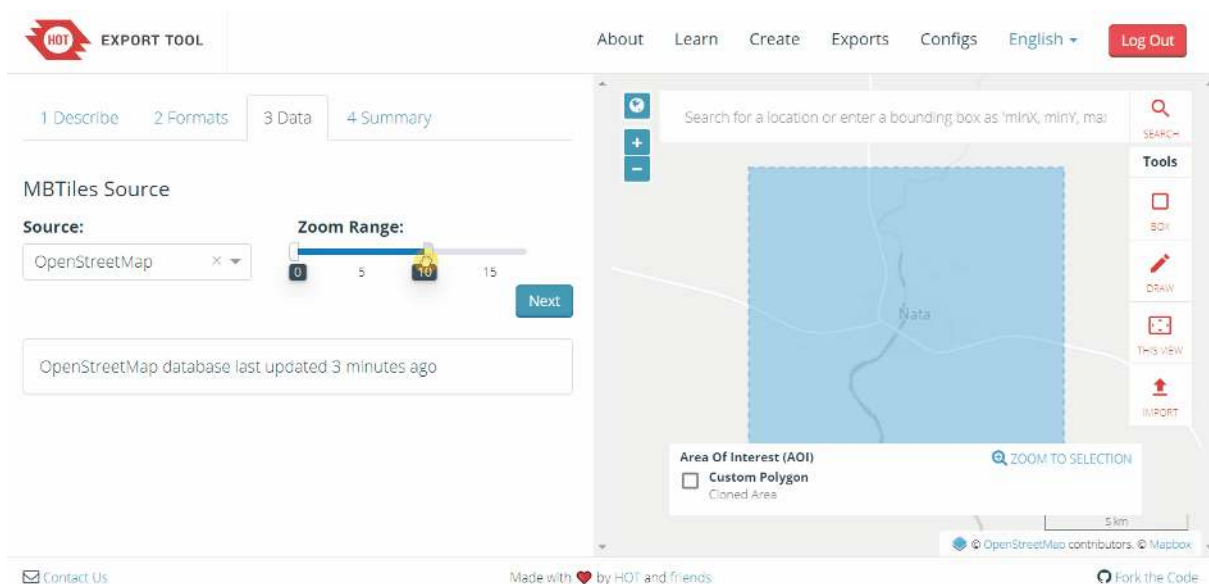 HOT EXPORT TOOL
About Learn Create Exports Configs English Log Out
1 Describe 2 Formats 3 Data 4 Summary
MBTiles Source
Source:
OpenStreetMap
Zoom Range:
0 5 10 15
Next
OpenStreetMap database last updated 3 minutes ago
Search for a location or enter a bounding box as 'minX, minY, ma
SEARCH
Tools
BOX
DRAW
THIS VIEW
IMPORT
Nata
Area Of Interest (AOI)
ZOOM TO SELECTION
Custom Polygon
Cloned Area
5 km
© OpenStreetMap contributors. © Mapbox
Contact Us
Made with ❤ by HOT and friends
Fork the Code